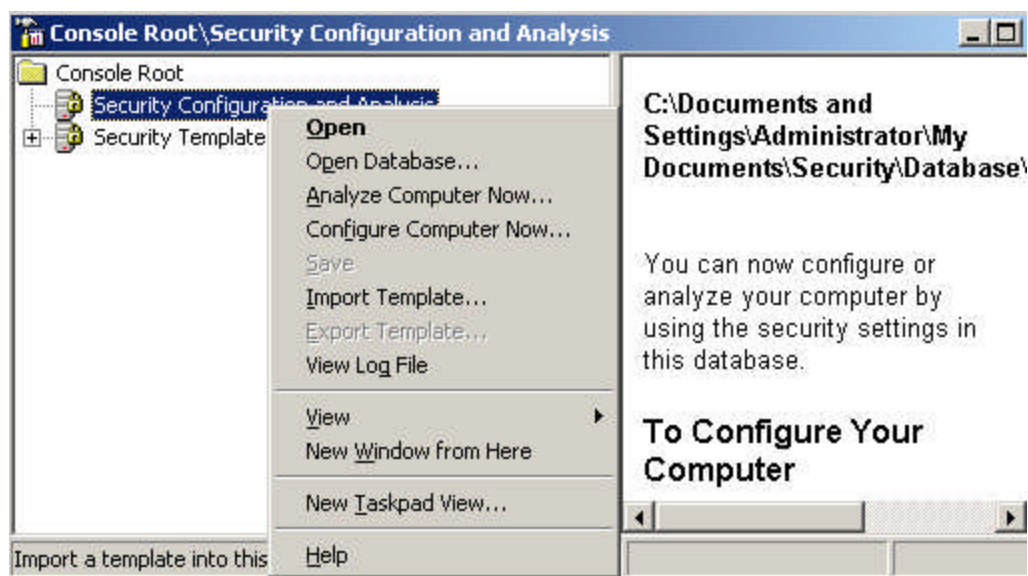 Console Root\Security Configuration and Analysis
Console Root
Security Configuration and Analysis
Security Template
Open
Open Database...
Analyze Computer Now...
Configure Computer Now...
Save
Import Template...
Export Template...
View Log File
View
New Window from Here
New Taskpad View...
Help
C:\Documents and
Settings\Administrator\My
Documents\Security\Database\
You can now configure or
analyze your computer by
using the security settings in
this database.
To Configure Your
Computer
Import a template into this